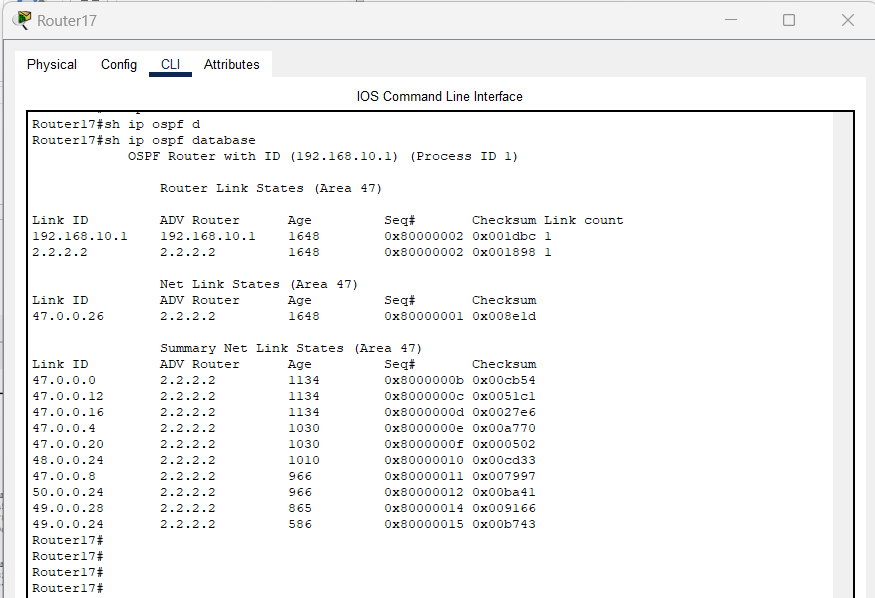 Router17
Physical Config CLI Attributes
IOS Command Line Interface
Router17#sh ip ospf d
Router17#sh ip ospf database
OSPF Router with ID (192.168.10.1) (Process ID 1)
Router Link States (Area 47)
Link ID ADV Router Age Seq# Checksum Link count
192.168.10.1 192.168.10.1 1648 0x80000002 0x001dbc 1
2.2.2.2 2.2.2.2 1648 0x80000002 0x001898 1
Net Link States (Area 47)
Link ID ADV Router Age Seq# Checksum
47.0.0.26 2.2.2.2 1648 0x80000001 0x008e1d
Summary Net Link States (Area 47)
Link ID ADV Router Age Seq# Checksum
47.0.0.0 2.2.2.2 1134 0x8000000b 0x00cb54
47.0.0.12 2.2.2.2 1134 0x8000000c 0x0051c1
47.0.0.16 2.2.2.2 1134 0x8000000d 0x0027e6
47.0.0.4 2.2.2.2 1030 0x8000000e 0x00a770
47.0.0.20 2.2.2.2 1030 0x8000000f 0x000502
48.0.0.24 2.2.2.2 1010 0x80000010 0x00cd33
47.0.0.8 2.2.2.2 966 0x80000011 0x007997
50.0.0.24 2.2.2.2 966 0x80000012 0x00ba41
49.0.0.28 2.2.2.2 865 0x80000014 0x009166
49.0.0.24 2.2.2.2 586 0x80000015 0x00b743
Router17#
Router17#
Router17#
Router17#